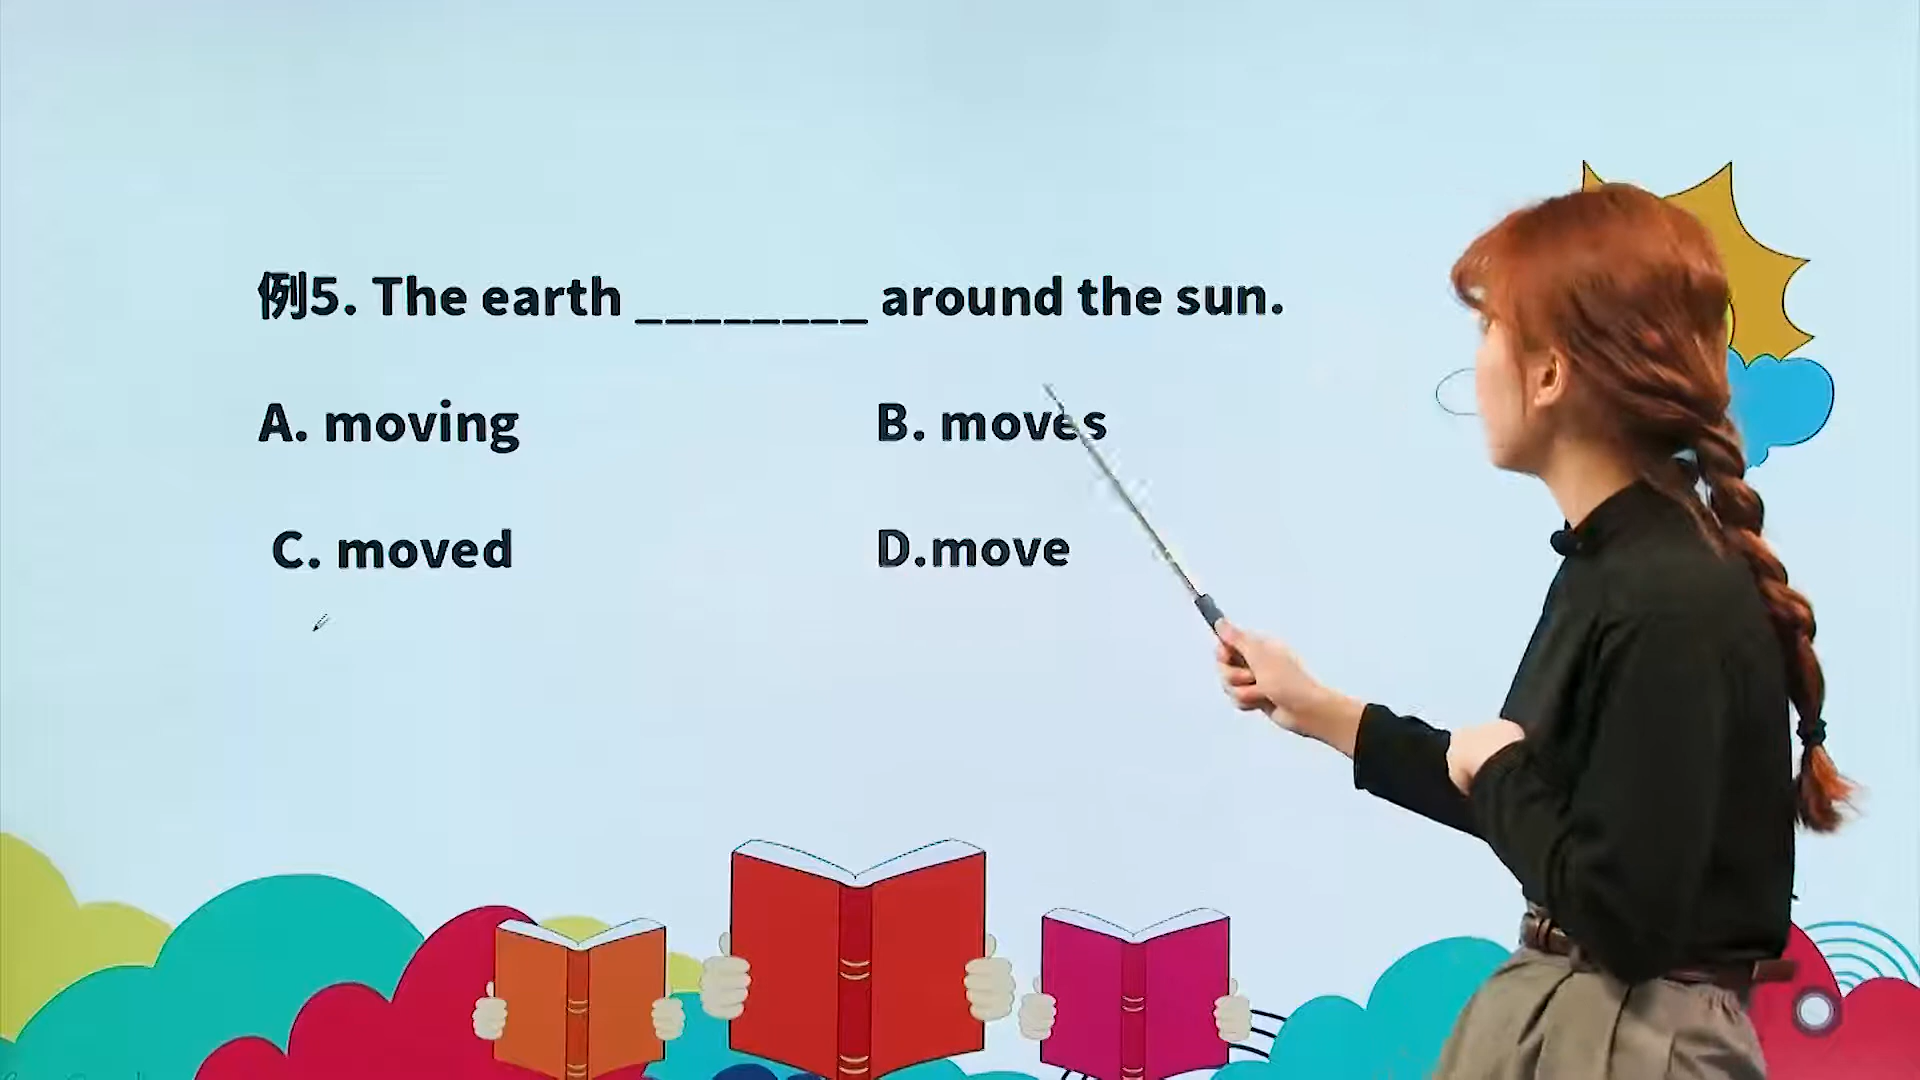 例5. The earth ________ around the sun.
A. moving B. moves
C. moved D.move